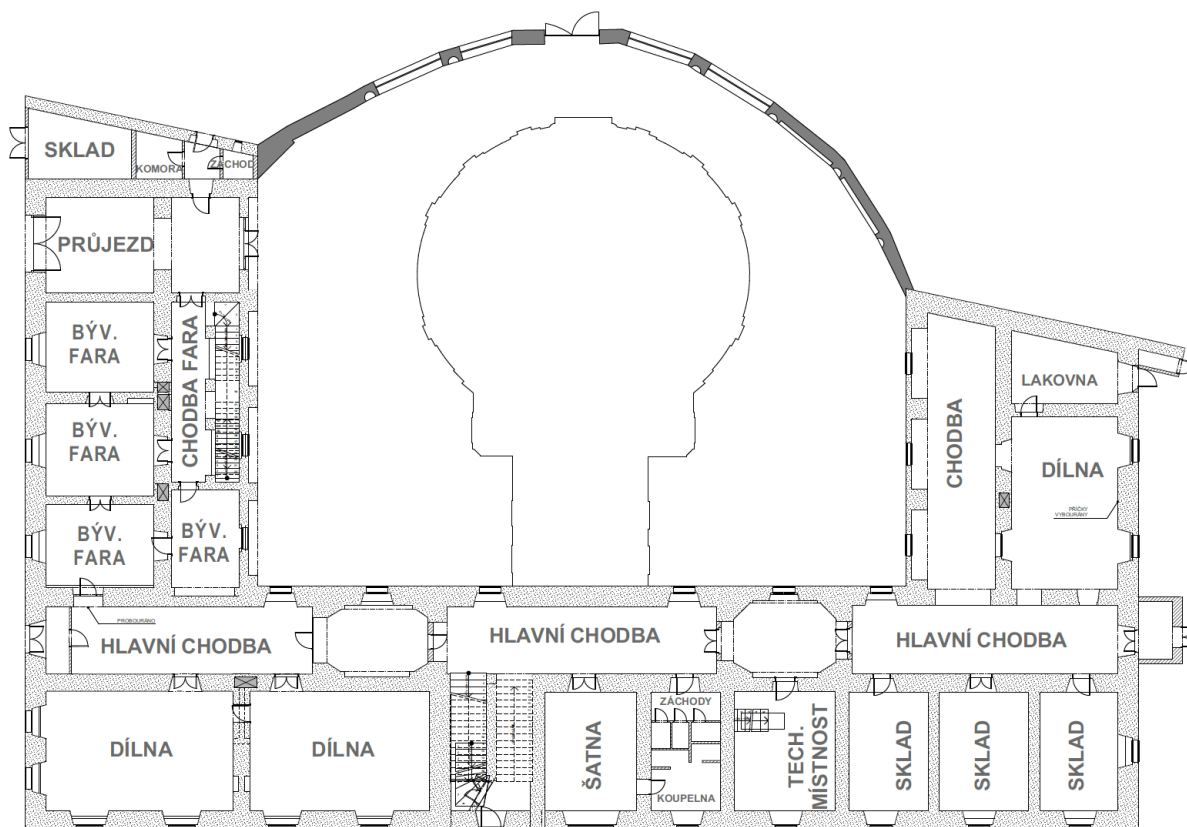 SKLAD
KOMORA
ZÁCHOD
PRŮJEZD
BÝV.
FARA
CHODBA FARA
BÝV.
FARA
BÝV.
FARA
BÝV.
FARA
LAKOVNA
CHODBA
DÍLNA
PŘÍČKY
VYBOURÁNY
PROBOURÁNO
HLAVNÍ CHODBA
HLAVNÍ CHODBA
HLAVNÍ CHODBA
DÍLNA
DÍLNA
ŠATNA
ZÁCHODY
KOUPELNA
TECH.
MÍSTNOST
SKLAD
SKLAD
SKLAD